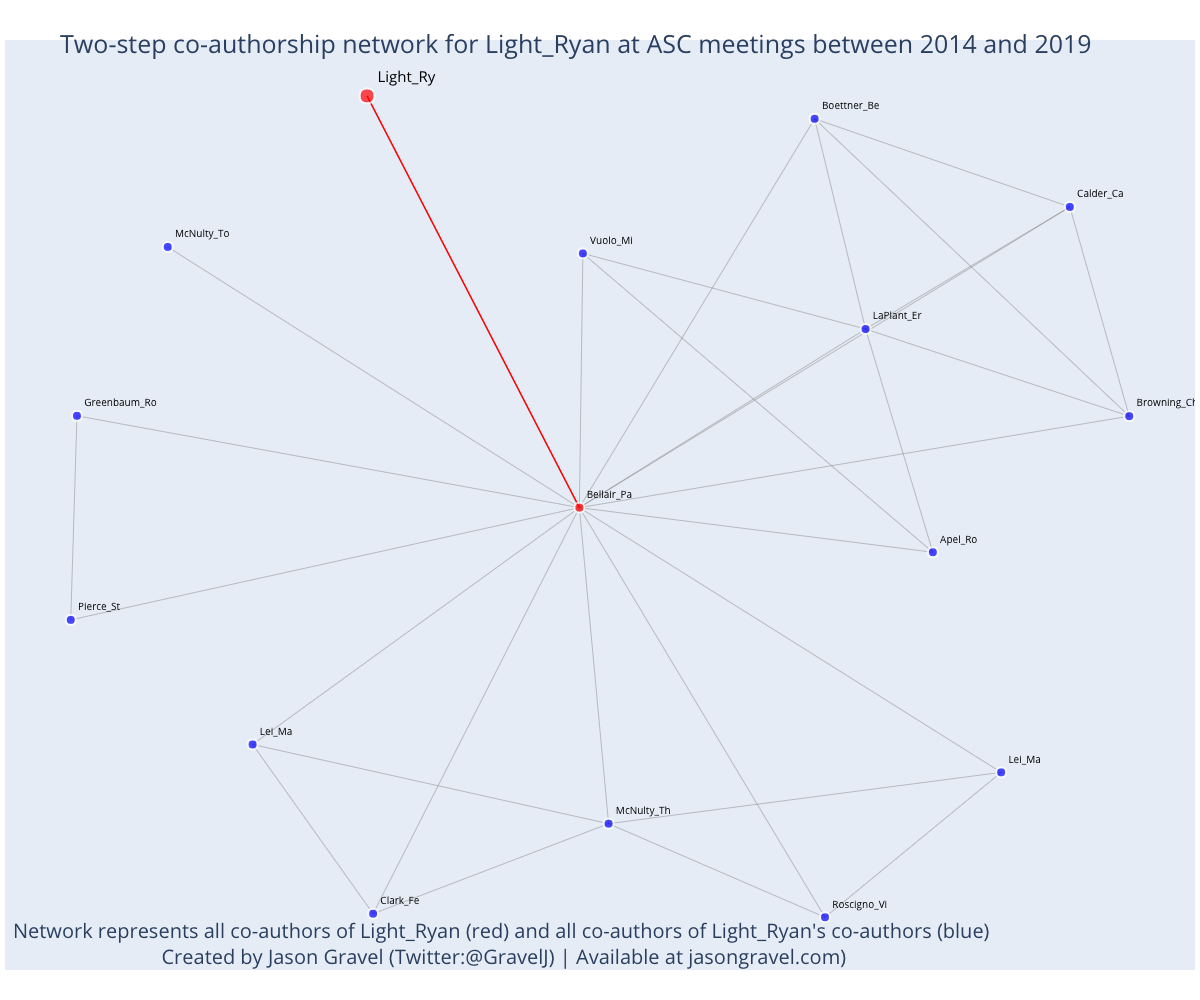 Two-step co-authorship network for Light_Ryan at ASC meetings between 2014 and 2019
Light_Ry
Boettner_Be
Calder_Ca
McNulty_To
Vuolo_Mi
LaPlant_Er
Greenbaum_Ro
Browning_Ch
Bellair_Pa
Apel_Ro
Pierce_St
Lei_Ma
Lei_Ma
McNulty_Th
Clark_Fe
Roscigno_Vi
Network represents all co-authors of Light_Ryan (red) and all co-authors of Light_Ryan's co-authors (blue)
Created by Jason Gravel (Twitter:@GravelJ) | Available at jasongravel.com)